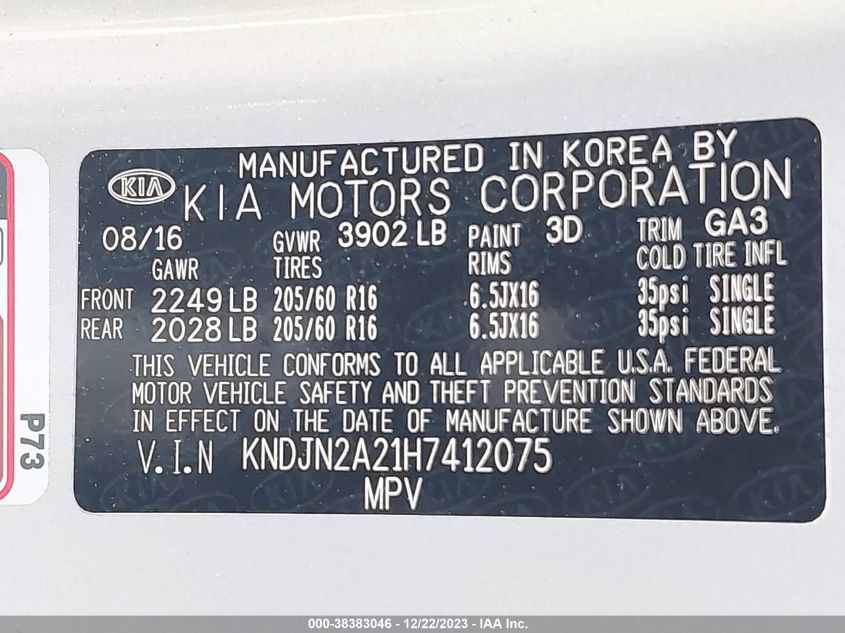 MANUFACTURED IN KOREA BY
KIA KIA MOTORS CORPORATION
08/16 GVWR 3902 LB PAINT 3D TRIM GA3
GAWR TIRES RIMS COLD TIRE INFL
FRONT 2249 LB 205/60 R16 6.5JX16 35psi SINGLE
REAR 2028 LB 205/60 R16 6.5JX16 35psi SINGLE
THIS VEHICLE CONFORMS TO ALL APPLICABLE U.S.A. FEDERAL
MOTOR VEHICLE SAFETY AND THEFT PREVENTION STANDARDS
IN EFFECT ON THE DATE OF MANUFACTURE SHOWN ABOVE.
V.I.N KNDJN2A21H7412075
MPV
P73
000-38383046 - 12/22/2023 - IAA Inc.